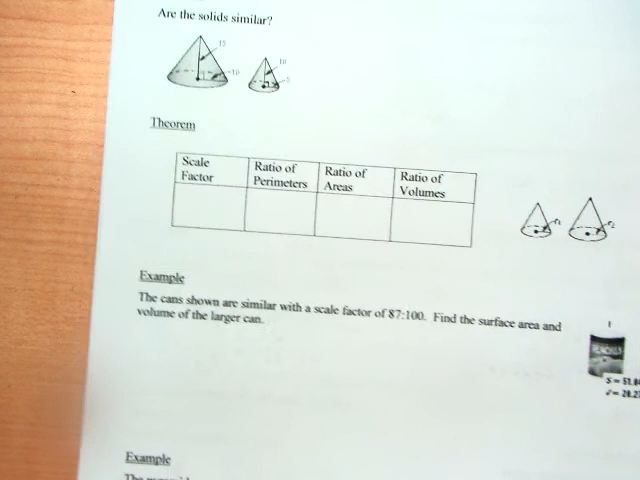 Are the solids similar?
15
10
10
5
Theorem
Scale Factor
Ratio of Perimeters
Ratio of Areas
Ratio of Volumes
r1
r2
Example
The cans shown are similar with a scale factor of 87:100. Find the surface area and
volume of the larger can.
Example